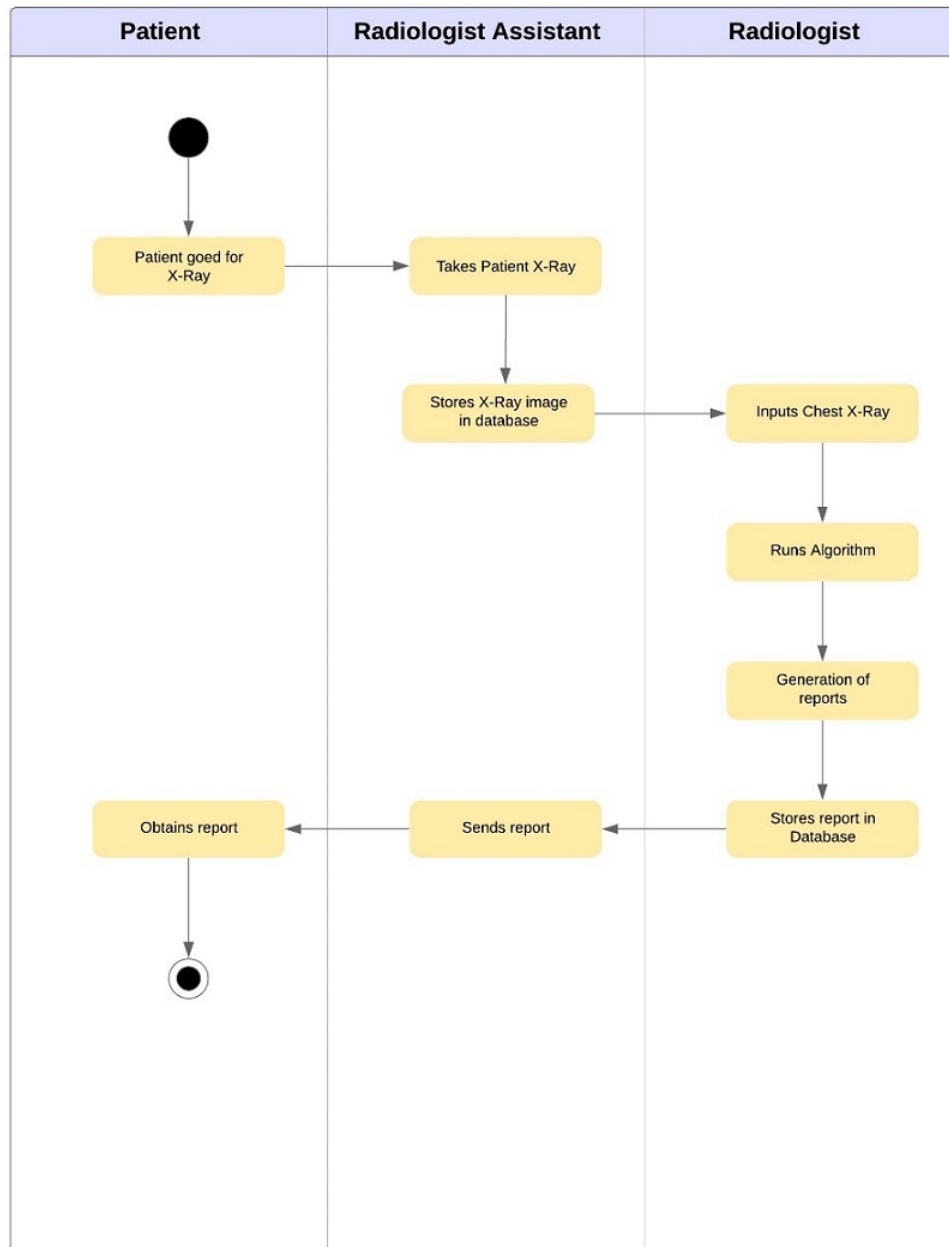 Patient
Radiologist Assistant
Radiologist
Patient goed for
X-Ray
Takes Patient X-Ray
Stores X-Ray image
in database
Inputs Chest X-Ray
Runs Algorithm
Generation of
reports
Stores report in
Database
Sends report
Obtains report